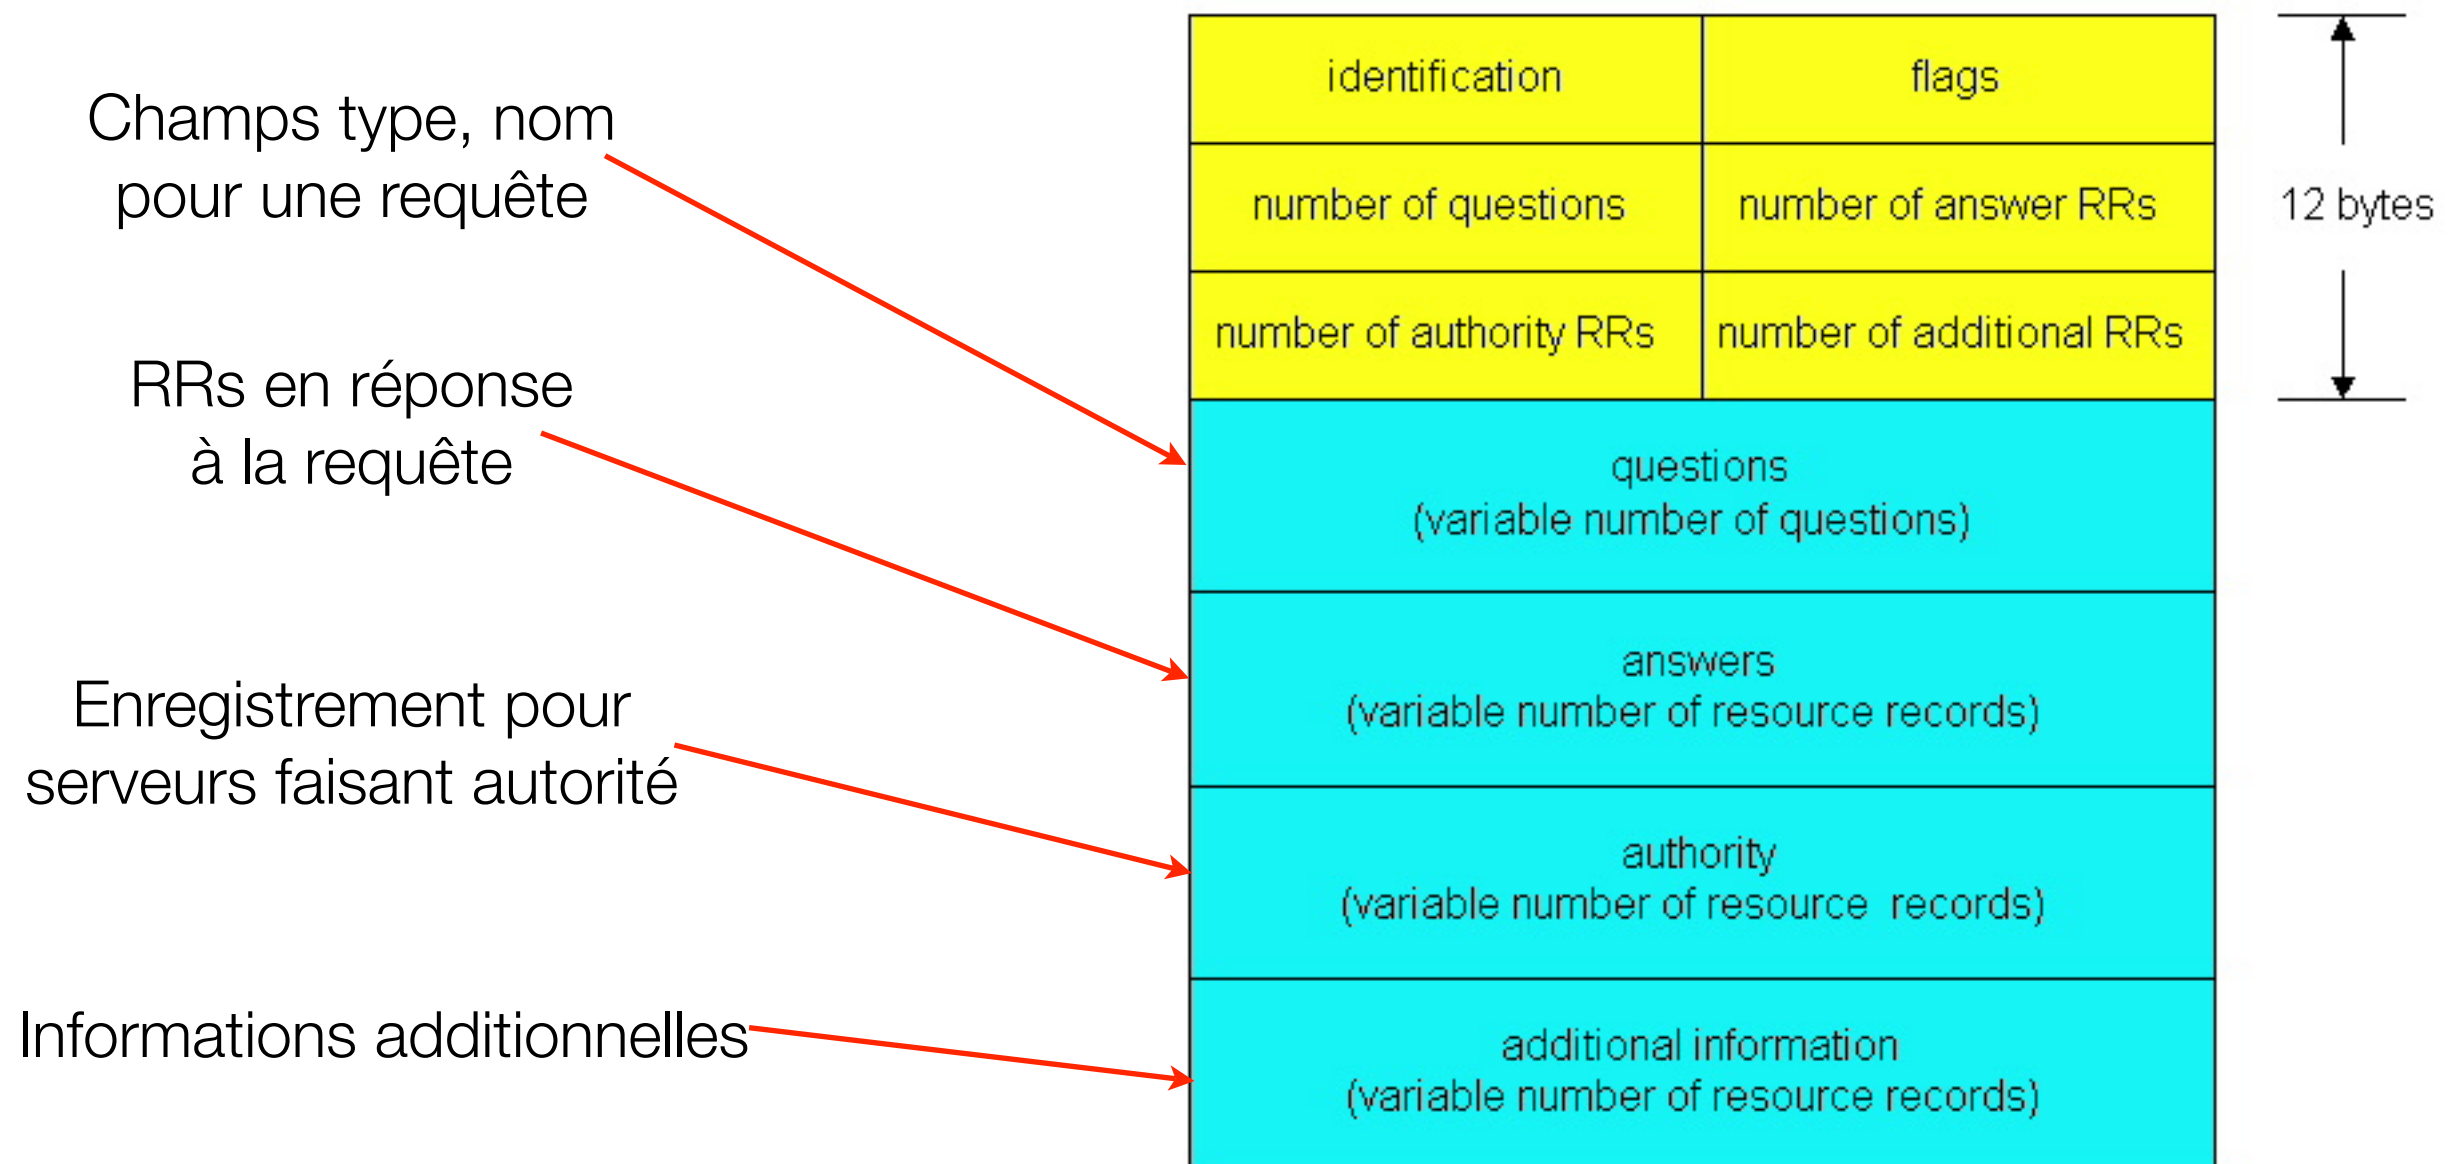 Champs type, nom
pour une requête
RRs en réponse
à la requête
Enregistrement pour
serveurs faisant autorité
Informations additionnelles
identification
flags
number of questions
number of answer RRs
number of authority RRs
number of additional RRs
12 bytes
questions
(variable number of questions)
answers
(variable number of resource records)
authority
(variable number of resource records)
additional information
(variable number of resource records)